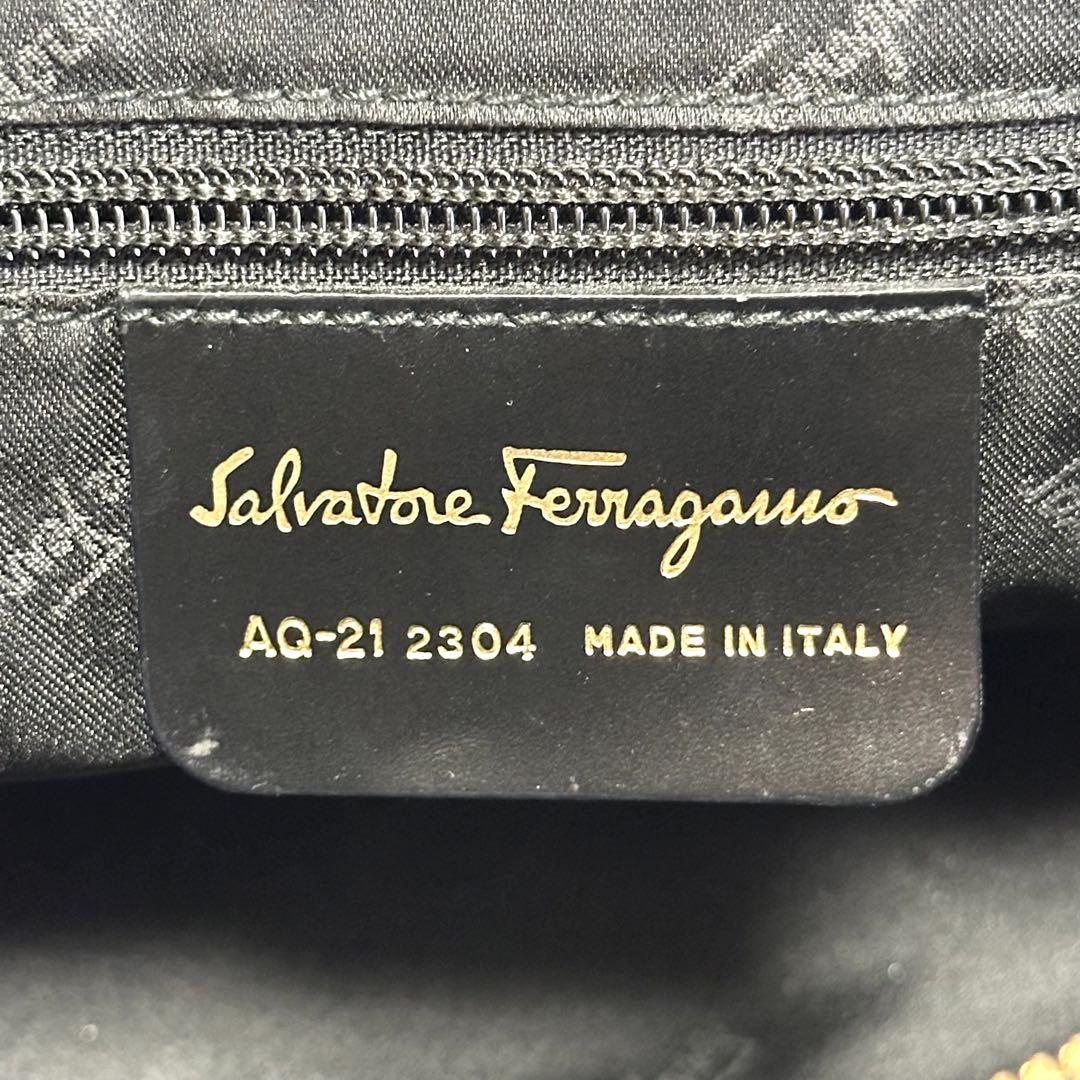 Salvatore Ferragamo
AQ-21 2304 MADE IN ITALY